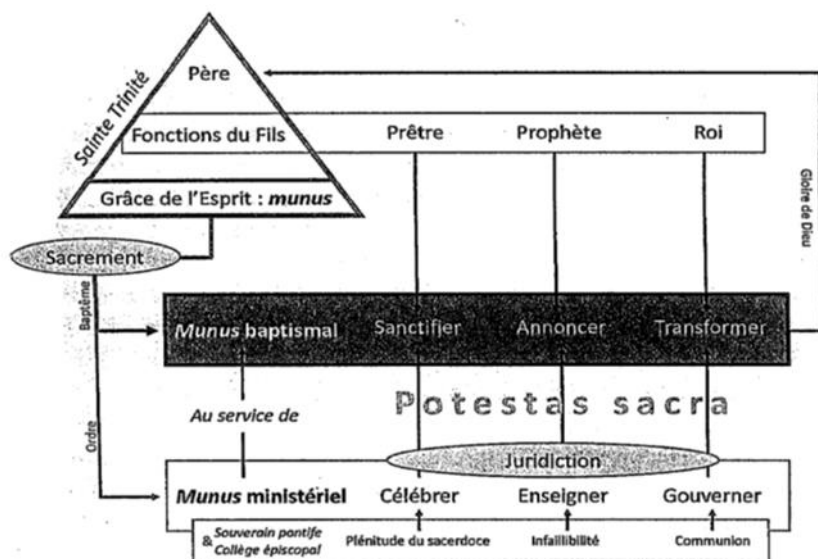 Père
Sainte Trinité
Fonctions du Fils Prêtre Prophète Roi
Grâce de l'Esprit : munus
Gloire de Dieu
Sacrement
Baptême
Munus baptismal Sanctifier Annoncer Transformer
Au service de
Potestas sacra
Ordre
Juridiction
Munus ministériel Célébrer Enseigner Gouverner
& Souverain pontife
Collège épiscopal
Plénitude du sacerdoce Infaillibilité Communion